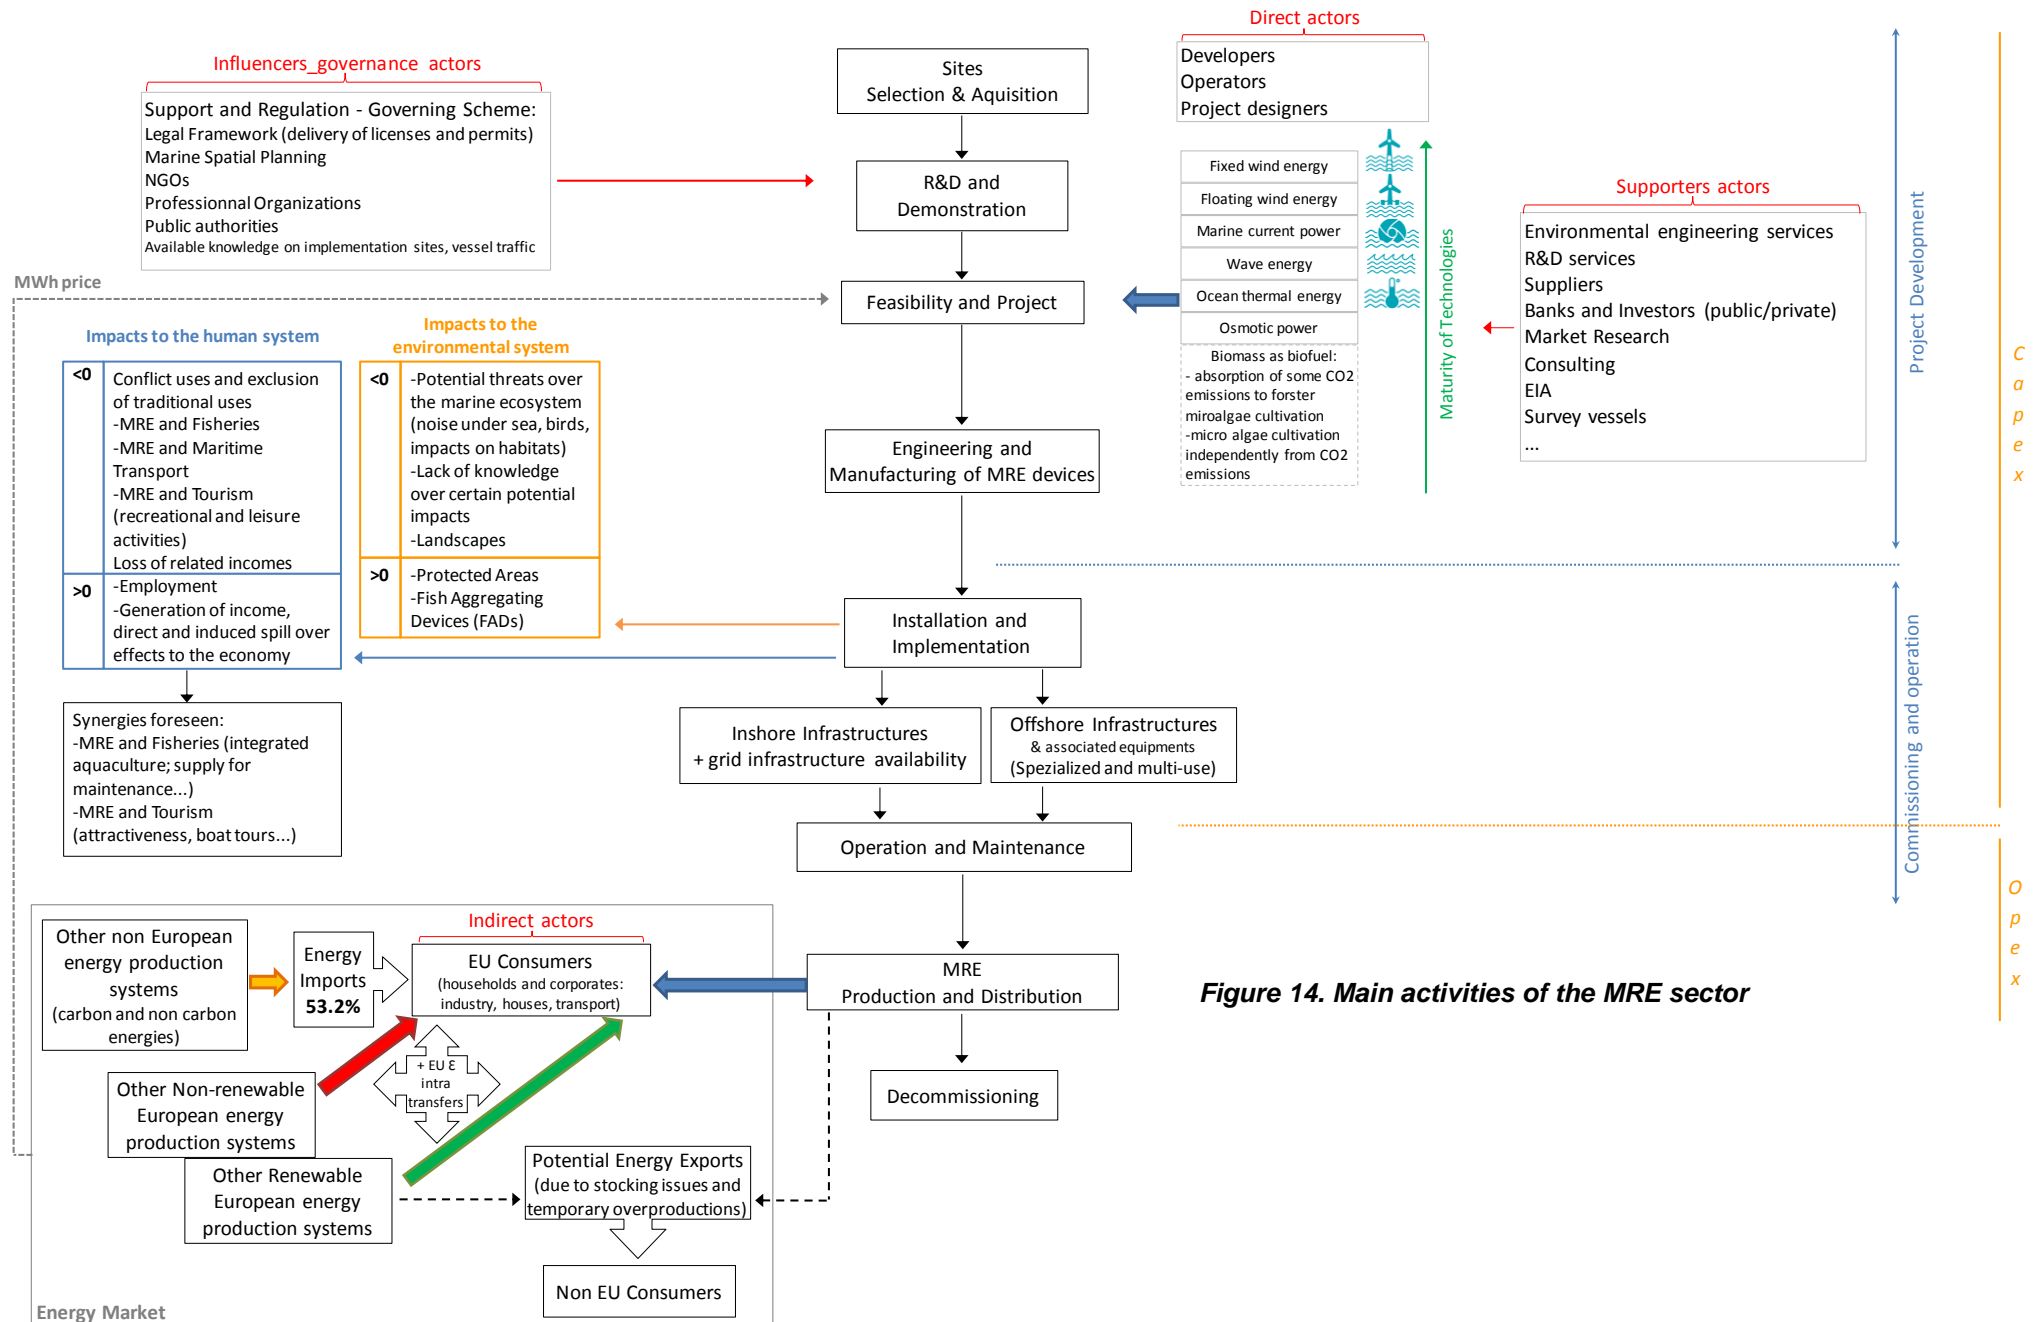 Direct actors
Developers
Operators
Project designers
Influencers_governance actors
Support and Regulation - Governing Scheme:
Legal Framework (delivery of licenses and permits)
Marine Spatial Planning
NGOs
Professionnal Organizations
Public authorities
Available knowledge on implementation sites, vessel traffic
Sites
Selection & Aquisition
R&D and
Demonstration
Feasibility and Project
Engineering and
Manufacturing of MRE devices
Installation and
Implementation
Inshore Infrastructures
+ grid infrastructure availability
Offshore Infrastructures
& associated equipments
(Spezialized and multi-use)
Operation and Maintenance
MRE
Production and Distribution
Decommissioning
Fixed wind energy
Floating wind energy
Marine current power
Wave energy
Ocean thermal energy
Osmotic power
Biomass as biofuel:
- absorption of some CO2
emissions to forster
miroalgae cultivation
-micro algae cultivation
independently from CO2
emissions
Maturity of Technologies
Supporters actors
Environmental engineering services
R&D services
Suppliers
Banks and Investors (public/private)
Market Research
Consulting
EIA
Survey vessels
...
Project Development
Commissioning and operation
Capex
Opex
MWh price
Impacts to the human system
<0
Conflict uses and exclusion
of traditional uses
-MRE and Fisheries
-MRE and Maritime
Transport
-MRE and Tourism
(recreational and leisure
activities)
Loss of related incomes
>0
-Employment
-Generation of income,
direct and induced spill over
effects to the economy
Impacts to the
environmental system
<0
-Potential threats over
the marine ecosystem
(noise under sea, birds,
impacts on habitats)
-Lack of knowledge
over certain potential
impacts
-Landscapes
>0
-Protected Areas
-Fish Aggregating
Devices (FADs)
Synergies foreseen:
-MRE and Fisheries (integrated
aquaculture; supply for
maintenance...)
-MRE and Tourism
(attractiveness, boat tours...)
Other non European
energy production
systems
(carbon and non carbon
energies)
Energy
Imports
53.2%
Indirect actors
EU Consumers
(households and corporates:
industry, houses, transport)
+ EU Ɛ
intra
transfers
Other Non-renewable
European energy
production systems
Other Renewable
European energy
production systems
Potential Energy Exports
(due to stocking issues and
temporary overproductions)
Non EU Consumers
Energy Market
Figure 14. Main activities of the MRE sector